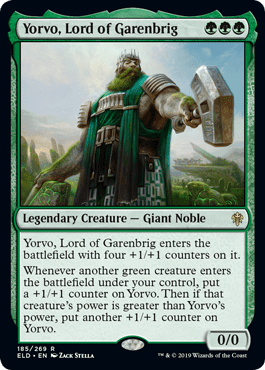 Yorvo, Lord of Garenbrig
Legendary Creature — Giant Noble
Yorvo, Lord of Garenbrig enters the
battlefield with four +1/+1 counters on it.
Whenever another green creature enters
the battlefield under your control, put
a +1/+1 counter on Yorvo. Then if that
creature's power is greater than Yorvo's
power, put another +1/+1 counter on
Yorvo.
0/0
185/269 R
ELD • EN Zack Stella
™ & © 2019 Wizards of the Coast